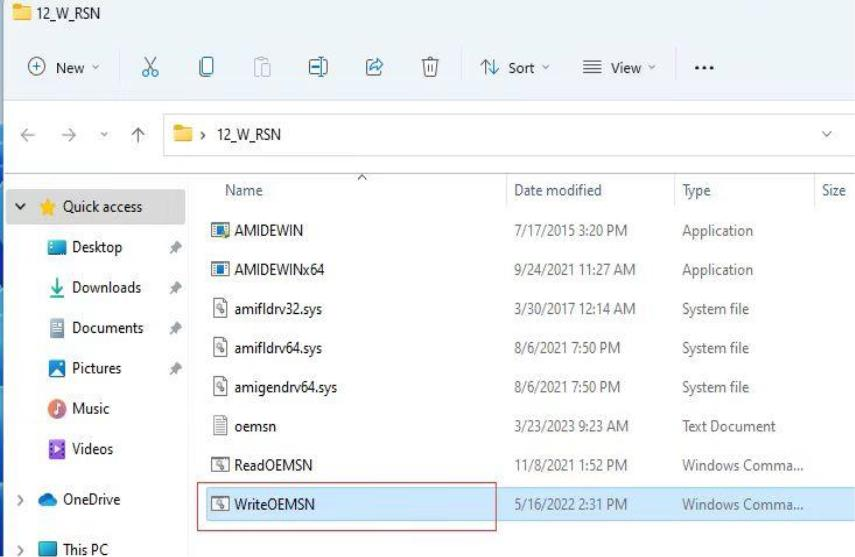 12_W_RSN
New
Sort
View
12_W_RSN
Name Date modified Type Size
Quick access
Desktop
Downloads
Documents
Pictures
Music
Videos
OneDrive
This PC
AMIDEWIN 7/17/2015 3:20 PM Application
AMIDEWINx64 9/24/2021 11:27 AM Application
amifldrv32.sys 3/30/2017 12:14 AM System file
amifldrv64.sys 8/6/2021 7:50 PM System file
amigendrv64.sys 8/6/2021 7:50 PM System file
oemsn 3/23/2023 9:23 AM Text Document
ReadOEMSN 11/8/2021 1:52 PM Windows Comma...
WriteOEMSN 5/16/2022 2:31 PM Windows Comma...